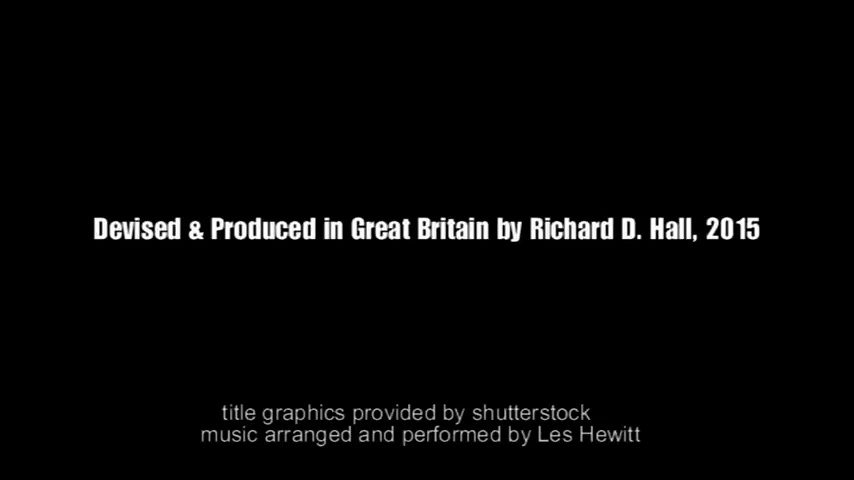 Devised & Produced in Great Britain by Richard D. Hall, 2015
title graphics provided by shutterstock
music arranged and performed by Les Hewitt